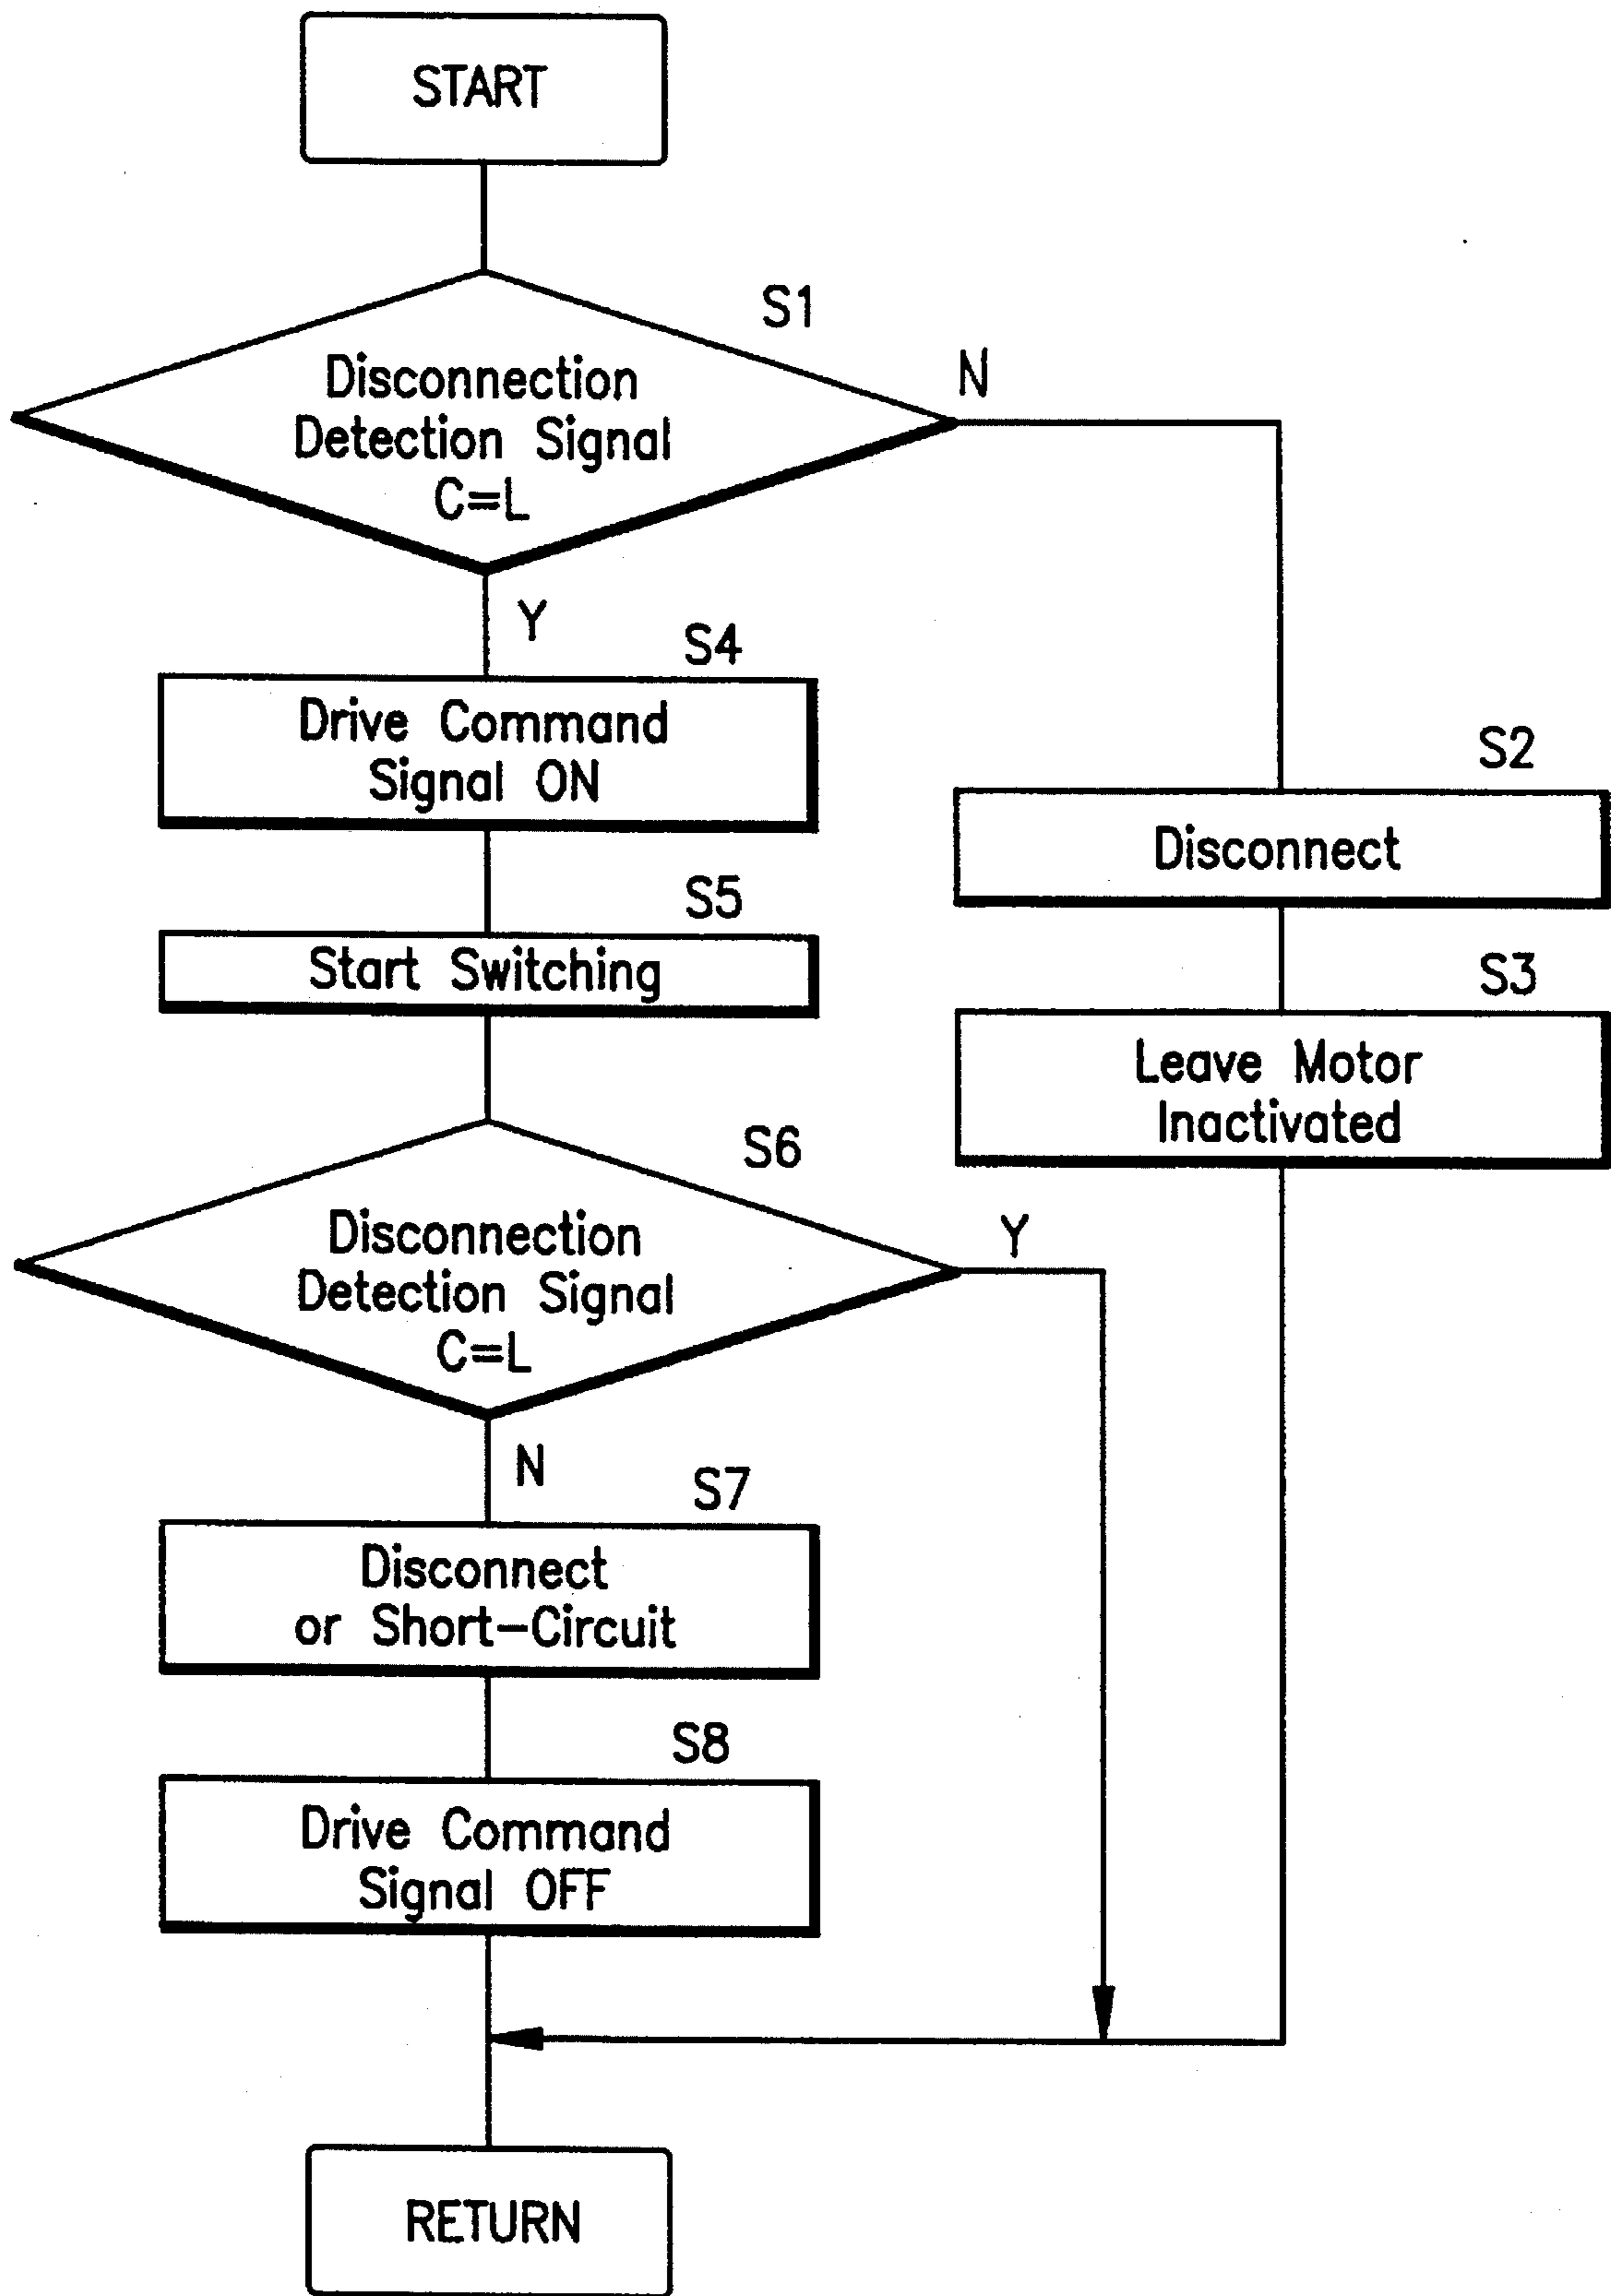 START
S1
Disconnection
Detection Signal
C=L
N
Y
S4
Drive Command
Signal ON
S2
Disconnect
S5
Start Switching
S3
Leave Motor
Inactivated
S6
Disconnection
Detection Signal
C=L
Y
N
S7
Disconnect
or Short-Circuit
S8
Drive Command
Signal OFF
RETURN